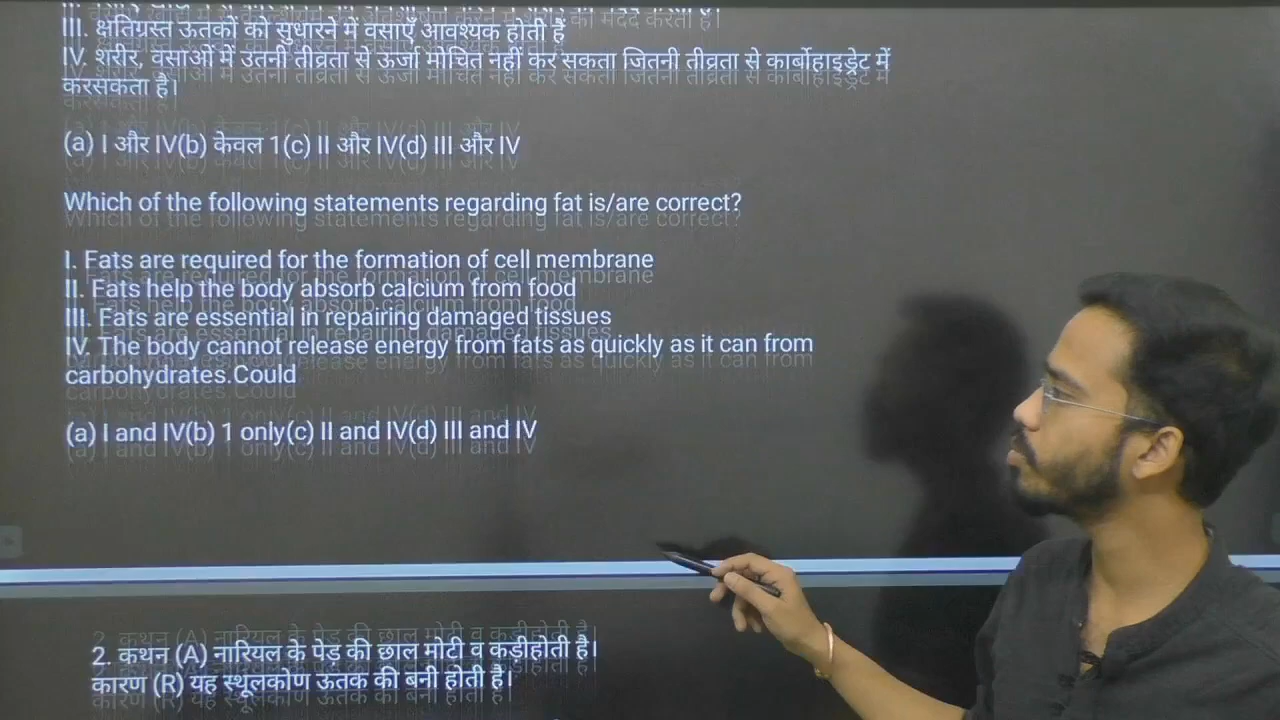 III. क्षतिग्रस्त ऊतकों को सुधारने में वसाएँ आवश्यक होती हैं
IV. शरीर, वसाओं में उतनी तीव्रता से ऊर्जा मोचित नहीं कर सकता जितनी तीव्रता से कार्बोहाइड्रेट में
करसकता है।
(a) I और IV(b) केवल 1(c) II और IV(d) III और IV
Which of the following statements regarding fat is/are correct?
I. Fats are required for the formation of cell membrane
II. Fats help the body absorb calcium from food
III. Fats are essential in repairing damaged tissues
IV. The body cannot release energy from fats as quickly as it can from
carbohydrates.Could
(a) I and IV(b) 1 only(c) II and IV(d) III and IV
2. कथन (A) नारियल के पेड़ की छाल मोटी व कड़ीहोती है।
कारण (R) यह स्थूलकोण ऊतक की बनी होती है।